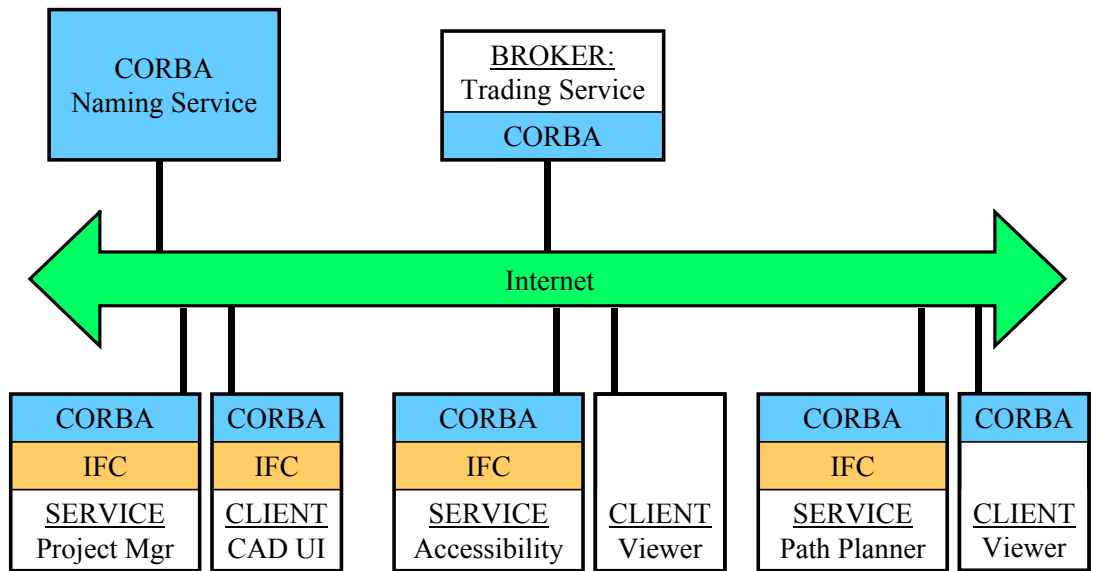 CORBA
Naming Service
BROKER:
Trading Service
CORBA
Internet
CORBA
IFC
SERVICE
Project Mgr
CORBA
IFC
CLIENT
CAD UI
CORBA
IFC
SERVICE
Accessibility
CLIENT
Viewer
CORBA
IFC
SERVICE
Path Planner
CORBA
CLIENT
Viewer